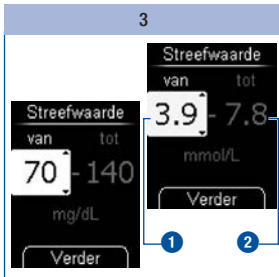 3
Streefwaarde
van tot
70 - 140
mg/dL
Verder
Streefwaarde
van tot
3.9 - 7.8
mmol/L
Verder
1 2